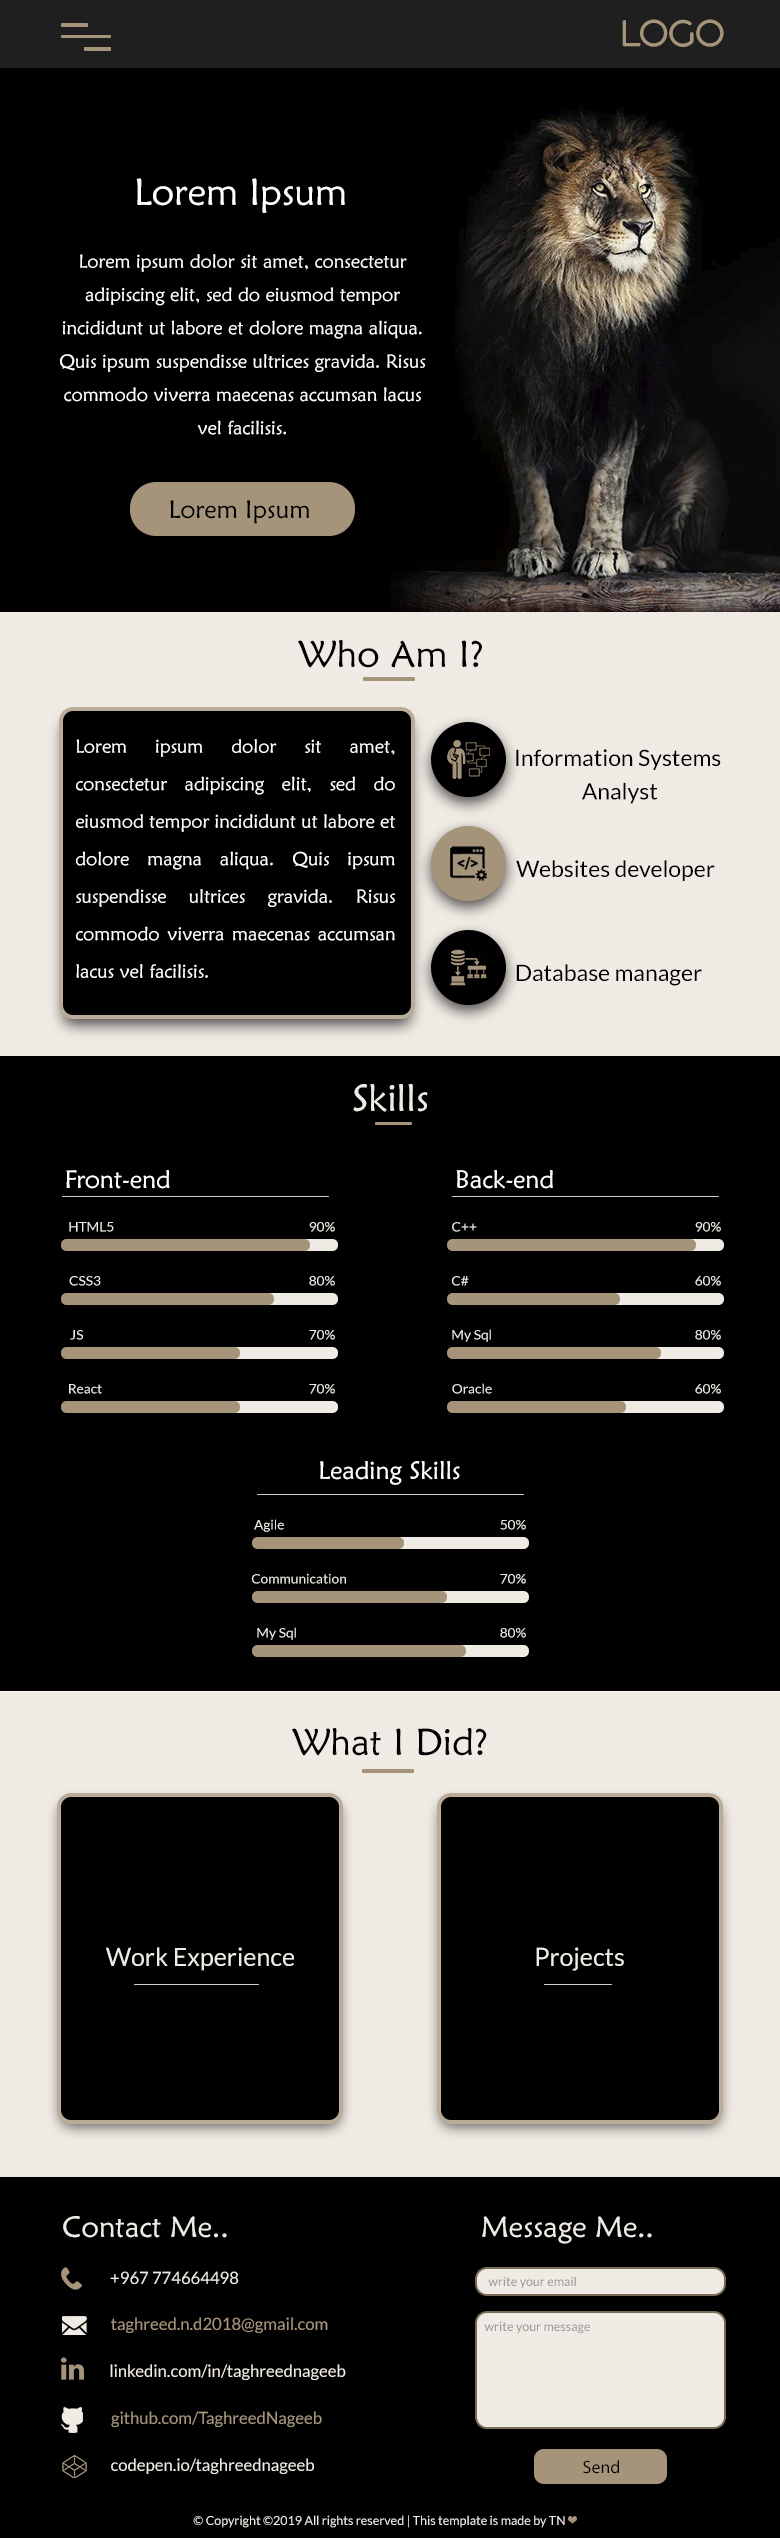 LOGO
Lorem Ipsum
Lorem ipsum dolor sit amet, consectetur
adipiscing elit, sed do eiusmod tempor
incididunt ut labore et dolore magna aliqua.
Quis ipsum suspendisse ultrices gravida. Risus
commodo viverra maecenas accumsan lacus
vel facilisis.
Lorem Ipsum
Who Am I?
Lorem ipsum dolor sit amet,
consectetur adipiscing elit, sed do
eiusmod tempor incididunt ut labore et
dolore magna aliqua. Quis ipsum
suspendisse ultrices gravida. Risus
commodo viverra maecenas accumsan
lacus vel facilisis.
Information Systems
Analyst
</>
Websites developer
Database manager
Skills
Front-end
HTML5 90%
CSS3 80%
JS 70%
React 70%
Back-end
C++ 90%
C# 60%
My Sql 80%
Oracle 60%
Leading Skills
Agile 50%
Communication 70%
My Sql 80%
What I Did?
Work Experience
Projects
Contact Me..
+967 774664498
taghreed.n.d2018@gmail.com
in linkedin.com/in/taghreednageeb
github.com/TaghreedNageeb
codepen.io/taghreednageeb
Message Me..
write your email
write your message
Send
© Copyright ©2019 All rights reserved | This template is made by TN ❤